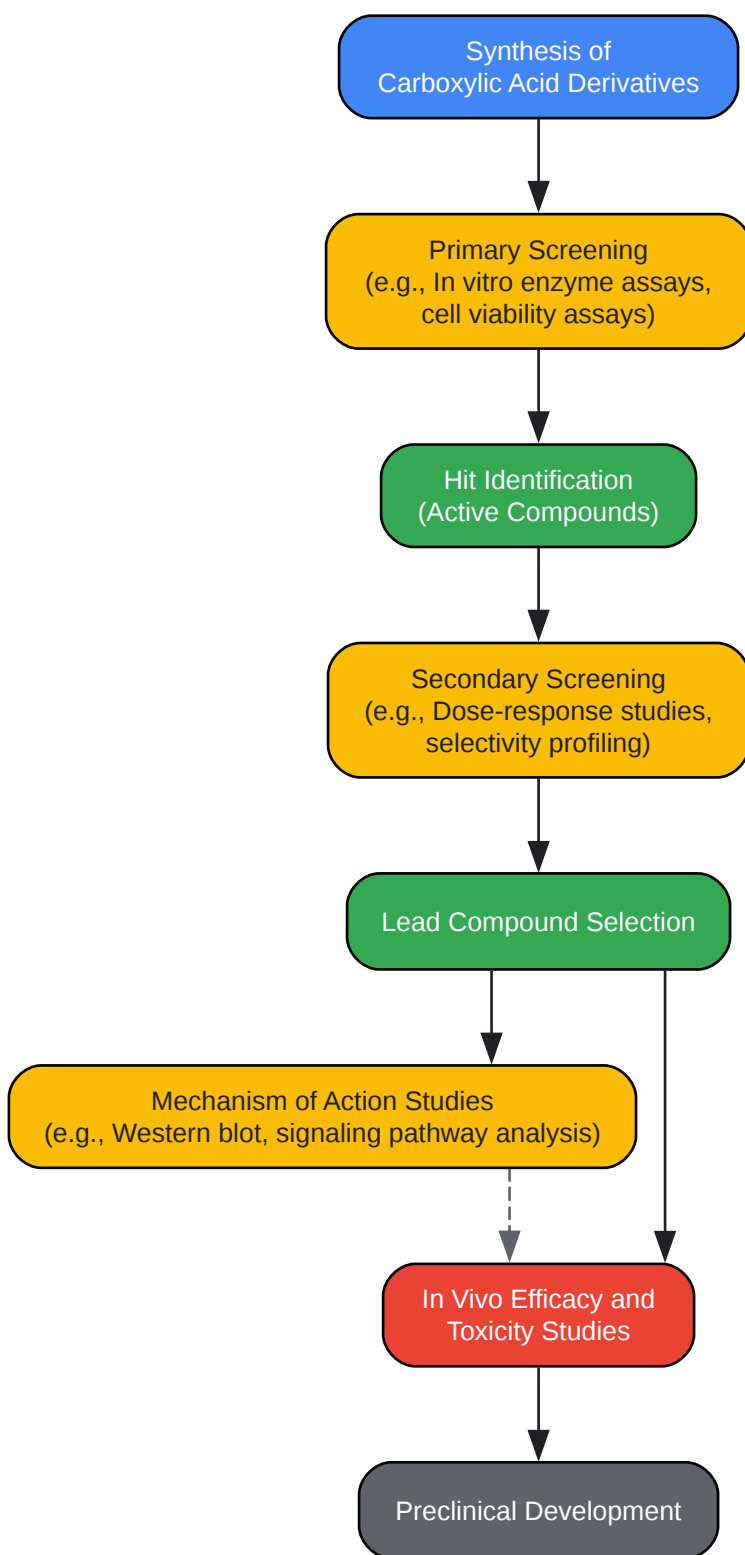 Synthesis of
Carboxylic Acid Derivatives
Primary Screening
(e.g., In vitro enzyme assays,
cell viability assays)
Hit Identification
(Active Compounds)
Secondary Screening
(e.g., Dose-response studies,
selectivity profiling)
Lead Compound Selection
Mechanism of Action Studies
(e.g., Western blot, signaling pathway analysis)
In Vivo Efficacy and
Toxicity Studies
Preclinical Development